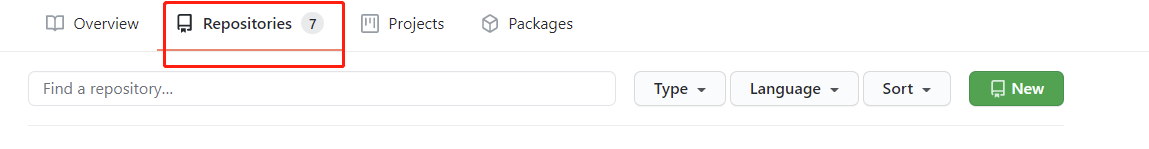 Overview Repositories 7 Projects Packages
Find a repository... Type Language Sort New